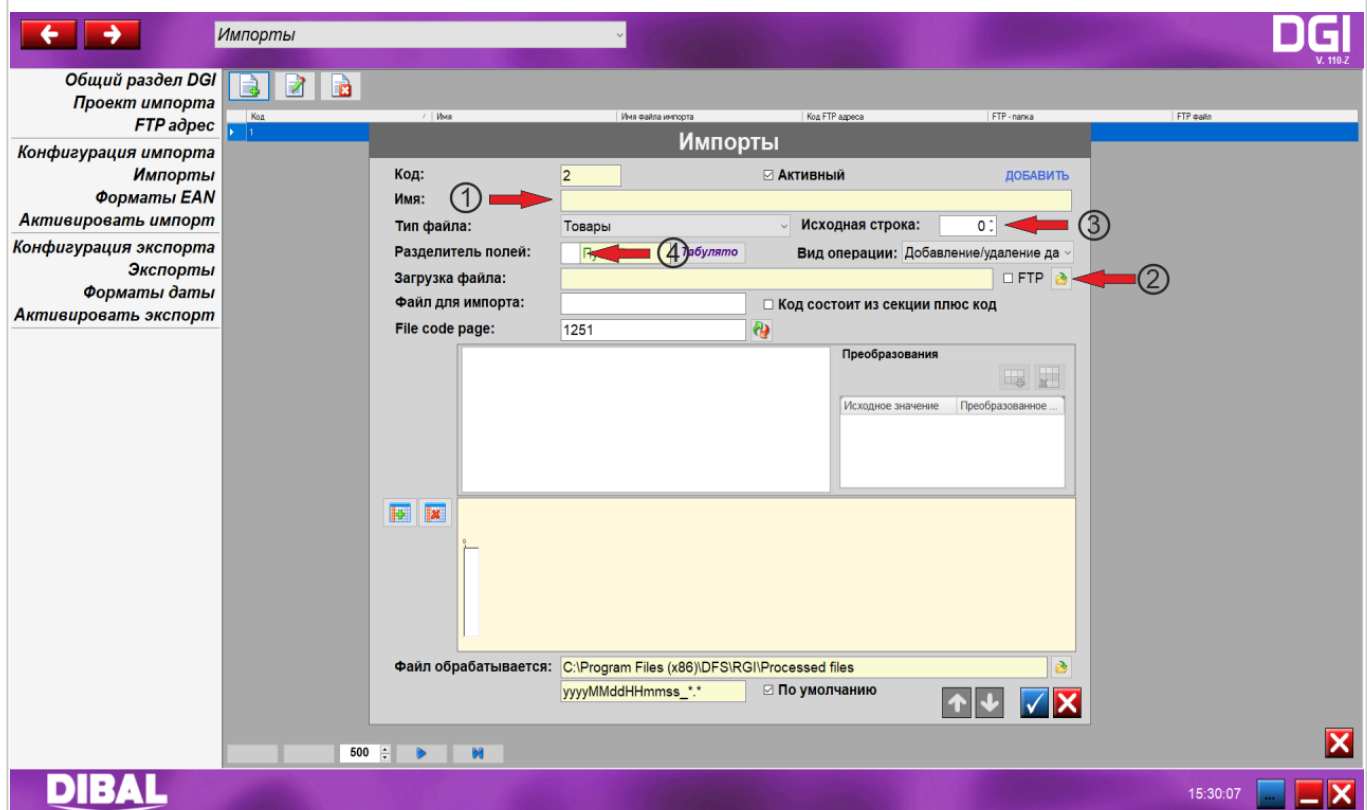 Импорты
DGI
V. 110-Z
Общий раздел DGI
Проект импорта
FTP адрес
Конфигурация импорта
Импорты
Форматы EAN
Активировать импорт
Конфигурация экспорта
Экспорты
Форматы даты
Активировать экспорт
Код / Имя Имя файла импорта Код FTP адреса FTP - папка FTP файл
1
Импорты
Код: 2 Активный ДОБАВИТЬ
Имя: 1
Тип файла: Товары Исходная строка: 0 3
Разделитель полей: 4 Табулято Вид операции: Добавление/удаление да
Загрузка файла: FTP 2
Файл для импорта: Код состоит из секции плюс код
File code page: 1251
Преобразования
Исходное значение Преобразованное ...
0
Файл обрабатывается: C:\Program Files (x86)\DFS\RGI\Processed files
yyyyMMddHHmmss_*.* По умолчанию
500
DIBAL
15:30:07
...